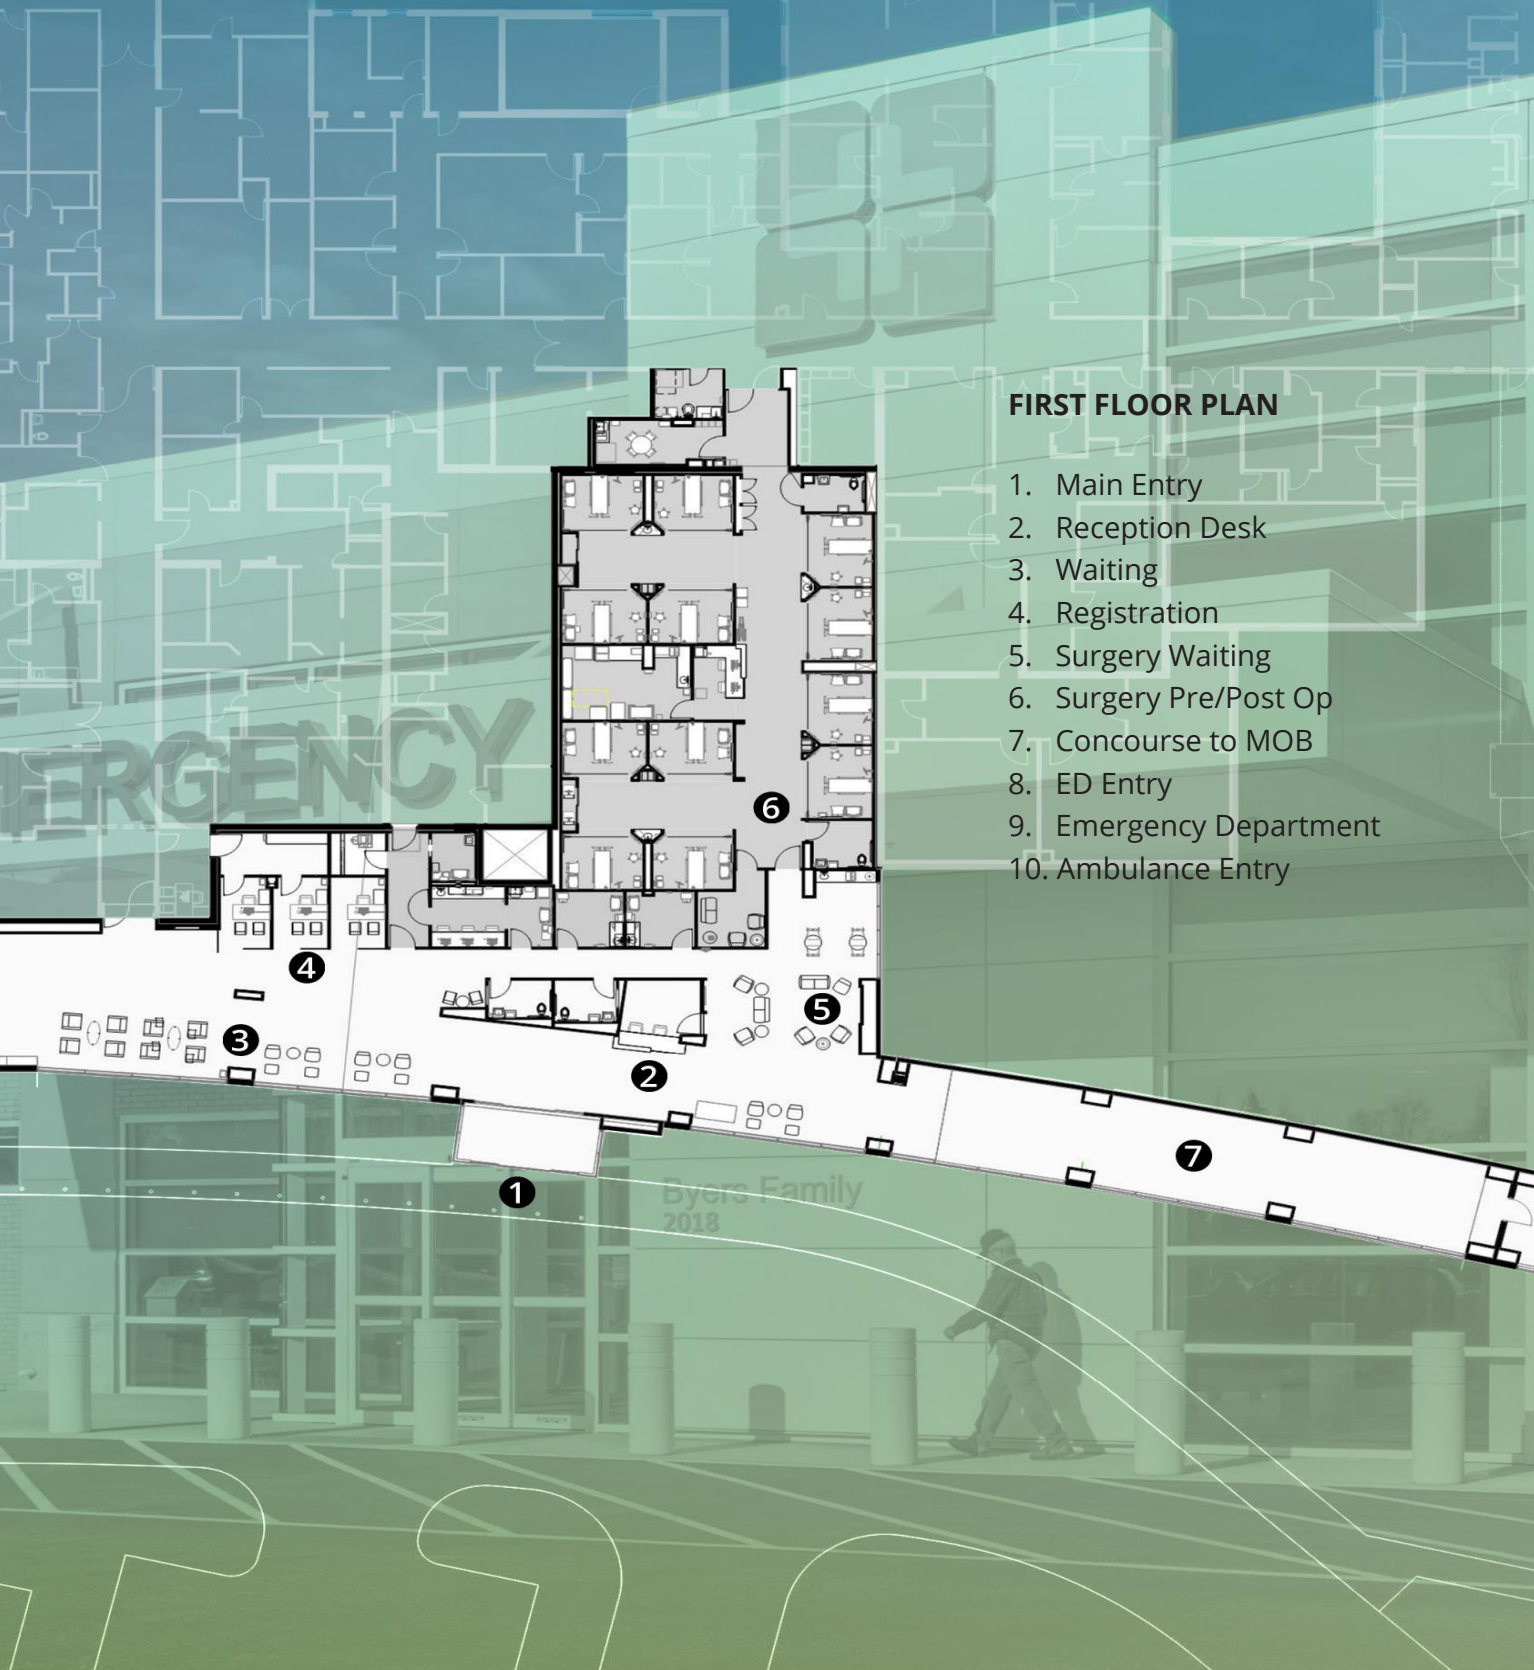 FIRST FLOOR PLAN
1. Main Entry
2. Reception Desk
3. Waiting
4. Registration
5. Surgery Waiting
6. Surgery Pre/Post Op
7. Concourse to MOB
8. ED Entry
9. Emergency Department
10. Ambulance Entry
MERGENCY
6
4
5
3
2
7
1
Byers Family
2018